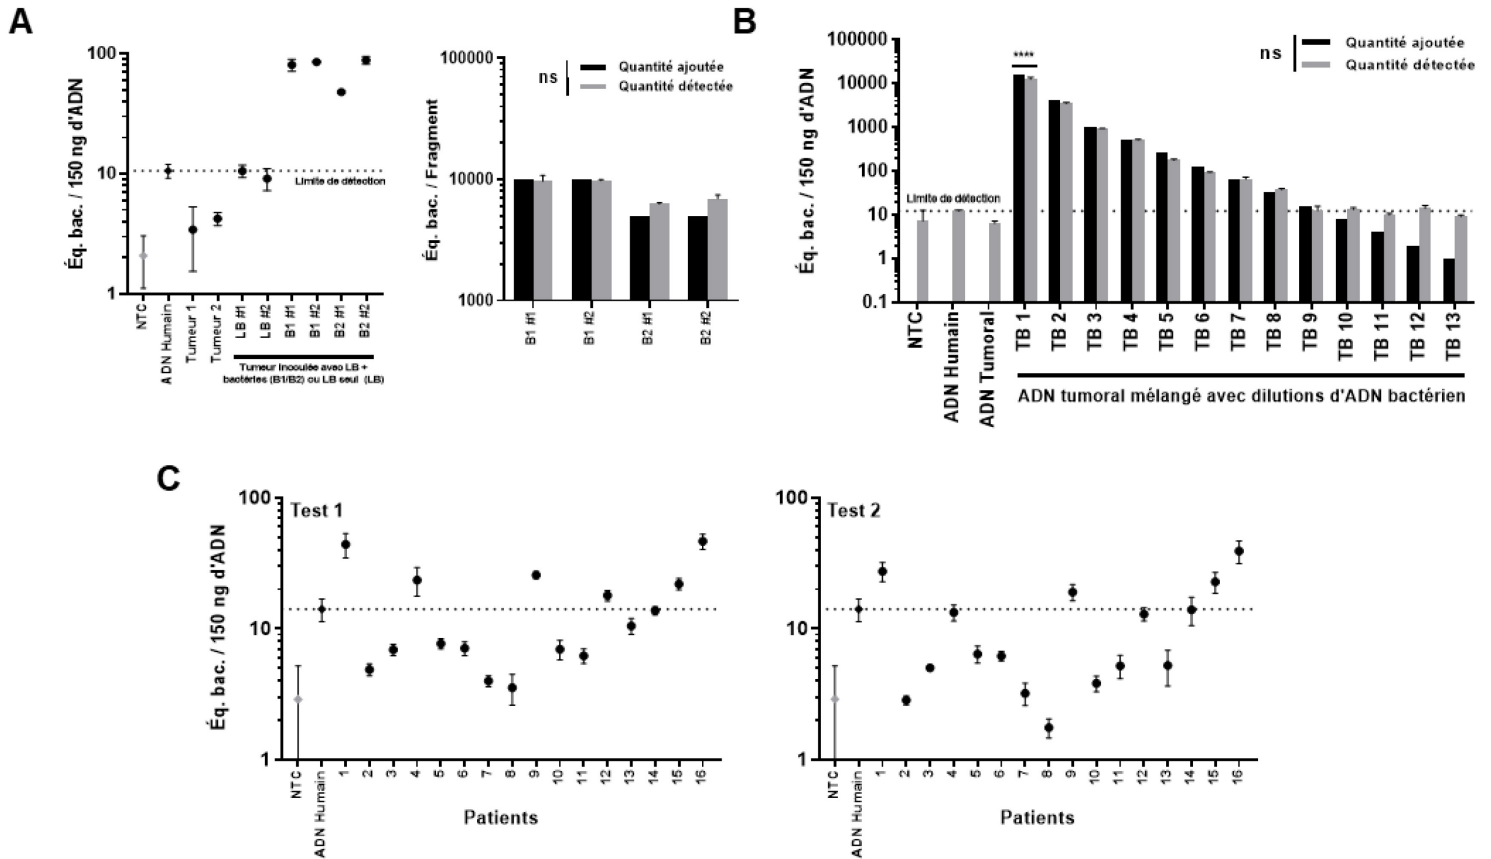 A
Éq. bac. / 150 ng d'ADN
100
10
1
Limite de détection
NTC
ADN Humain
Tumeur 1
Tumeur 2
LB #1
LB #2
B1 #1
B1 #2
B2 #1
B2 #2
Tumeur inoculée avec LB +
bactéries (B1/B2) ou LB seul (LB)
Éq. bac. / Fragment
100000
10000
1000
ns
Quantité ajoutée
Quantité détectée
B1 #1
B1 #2
B2 #1
B2 #2
B
Éq. bac. / 150 ng d'ADN
100000
10000
1000
100
10
1
0.1
Limite de détection
****
ns
Quantité ajoutée
Quantité détectée
NTC
ADN Humain
ADN Tumoral
TB 1
TB 2
TB 3
TB 4
TB 5
TB 6
TB 7
TB 8
TB 9
TB 10
TB 11
TB 12
TB 13
ADN tumoral mélangé avec dilutions d'ADN bactérien
C
Éq. bac. / 150 ng d'ADN
100
10
1
Test 1
NTC
ADN Humain
1
2
3
4
5
6
7
8
9
10
11
12
13
14
15
16
Patients
100
10
1
Test 2
NTC
ADN Humain
1
2
3
4
5
6
7
8
9
10
11
12
13
14
15
16
Patients